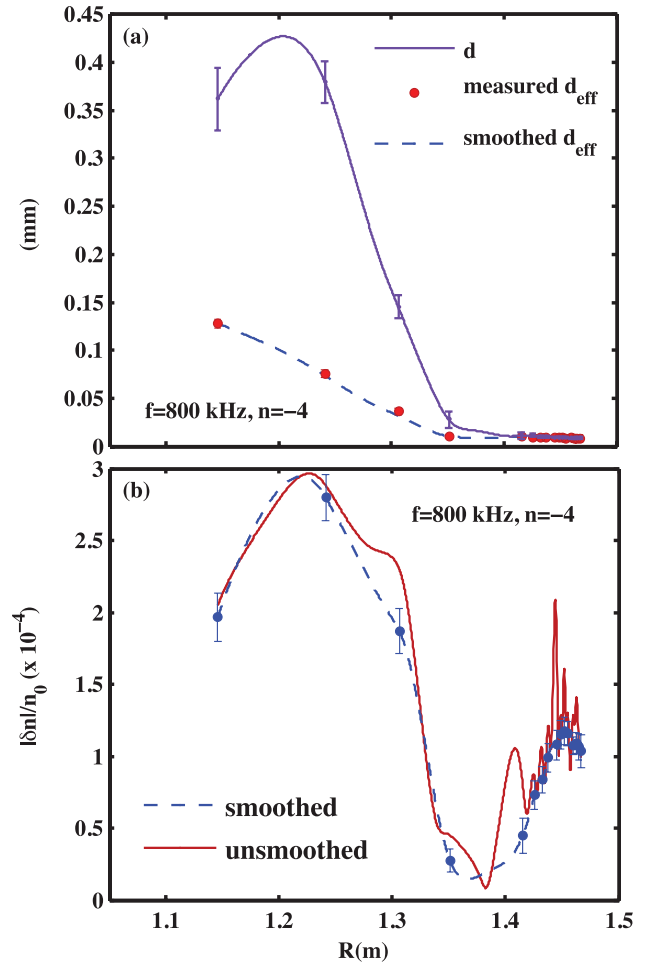 (a)
0.45
0.4
0.35
0.3
0.25
0.2
0.15
0.1
0.05
0
(mm)
d
measured d_eff
smoothed d_eff
f=800 kHz, n=−4
(b)
3
2.5
2
1.5
1
0.5
0
|δn|/n_0 (x 10^−4)
f=800 kHz, n=−4
smoothed
unsmoothed
1.1 1.2 1.3 1.4 1.5
R(m)